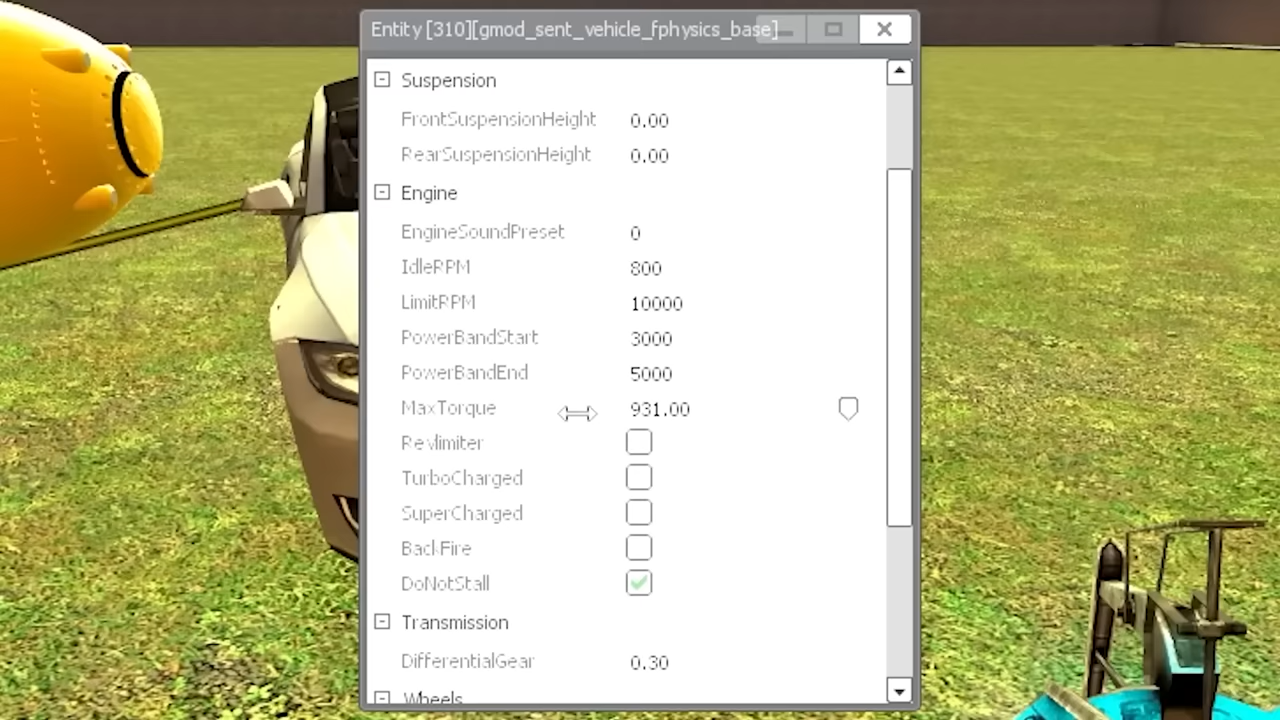 Entity [310][gmod_sent_vehicle_fphysics_base]
Suspension
FrontSuspensionHeight 0.00
RearSuspensionHeight 0.00
Engine
EngineSoundPreset 0
IdleRPM 800
LimitRPM 10000
PowerBandStart 3000
PowerBandEnd 5000
MaxTorque 931.00
Revlimiter
TurboCharged
SuperCharged
BackFire
DoNotStall
Transmission
DifferentialGear 0.30
Wheels